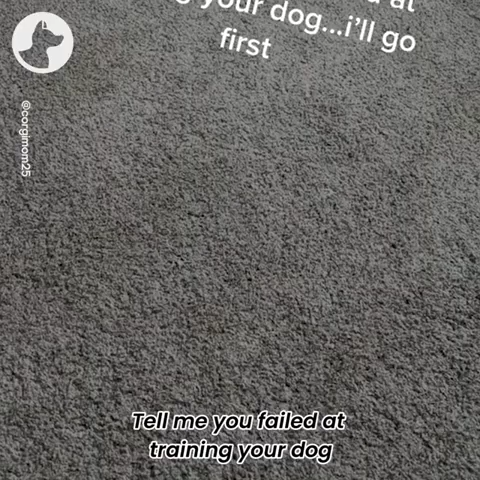 your dog...i'll go
first
@corgimom25
Tell me you failed at
training your dog